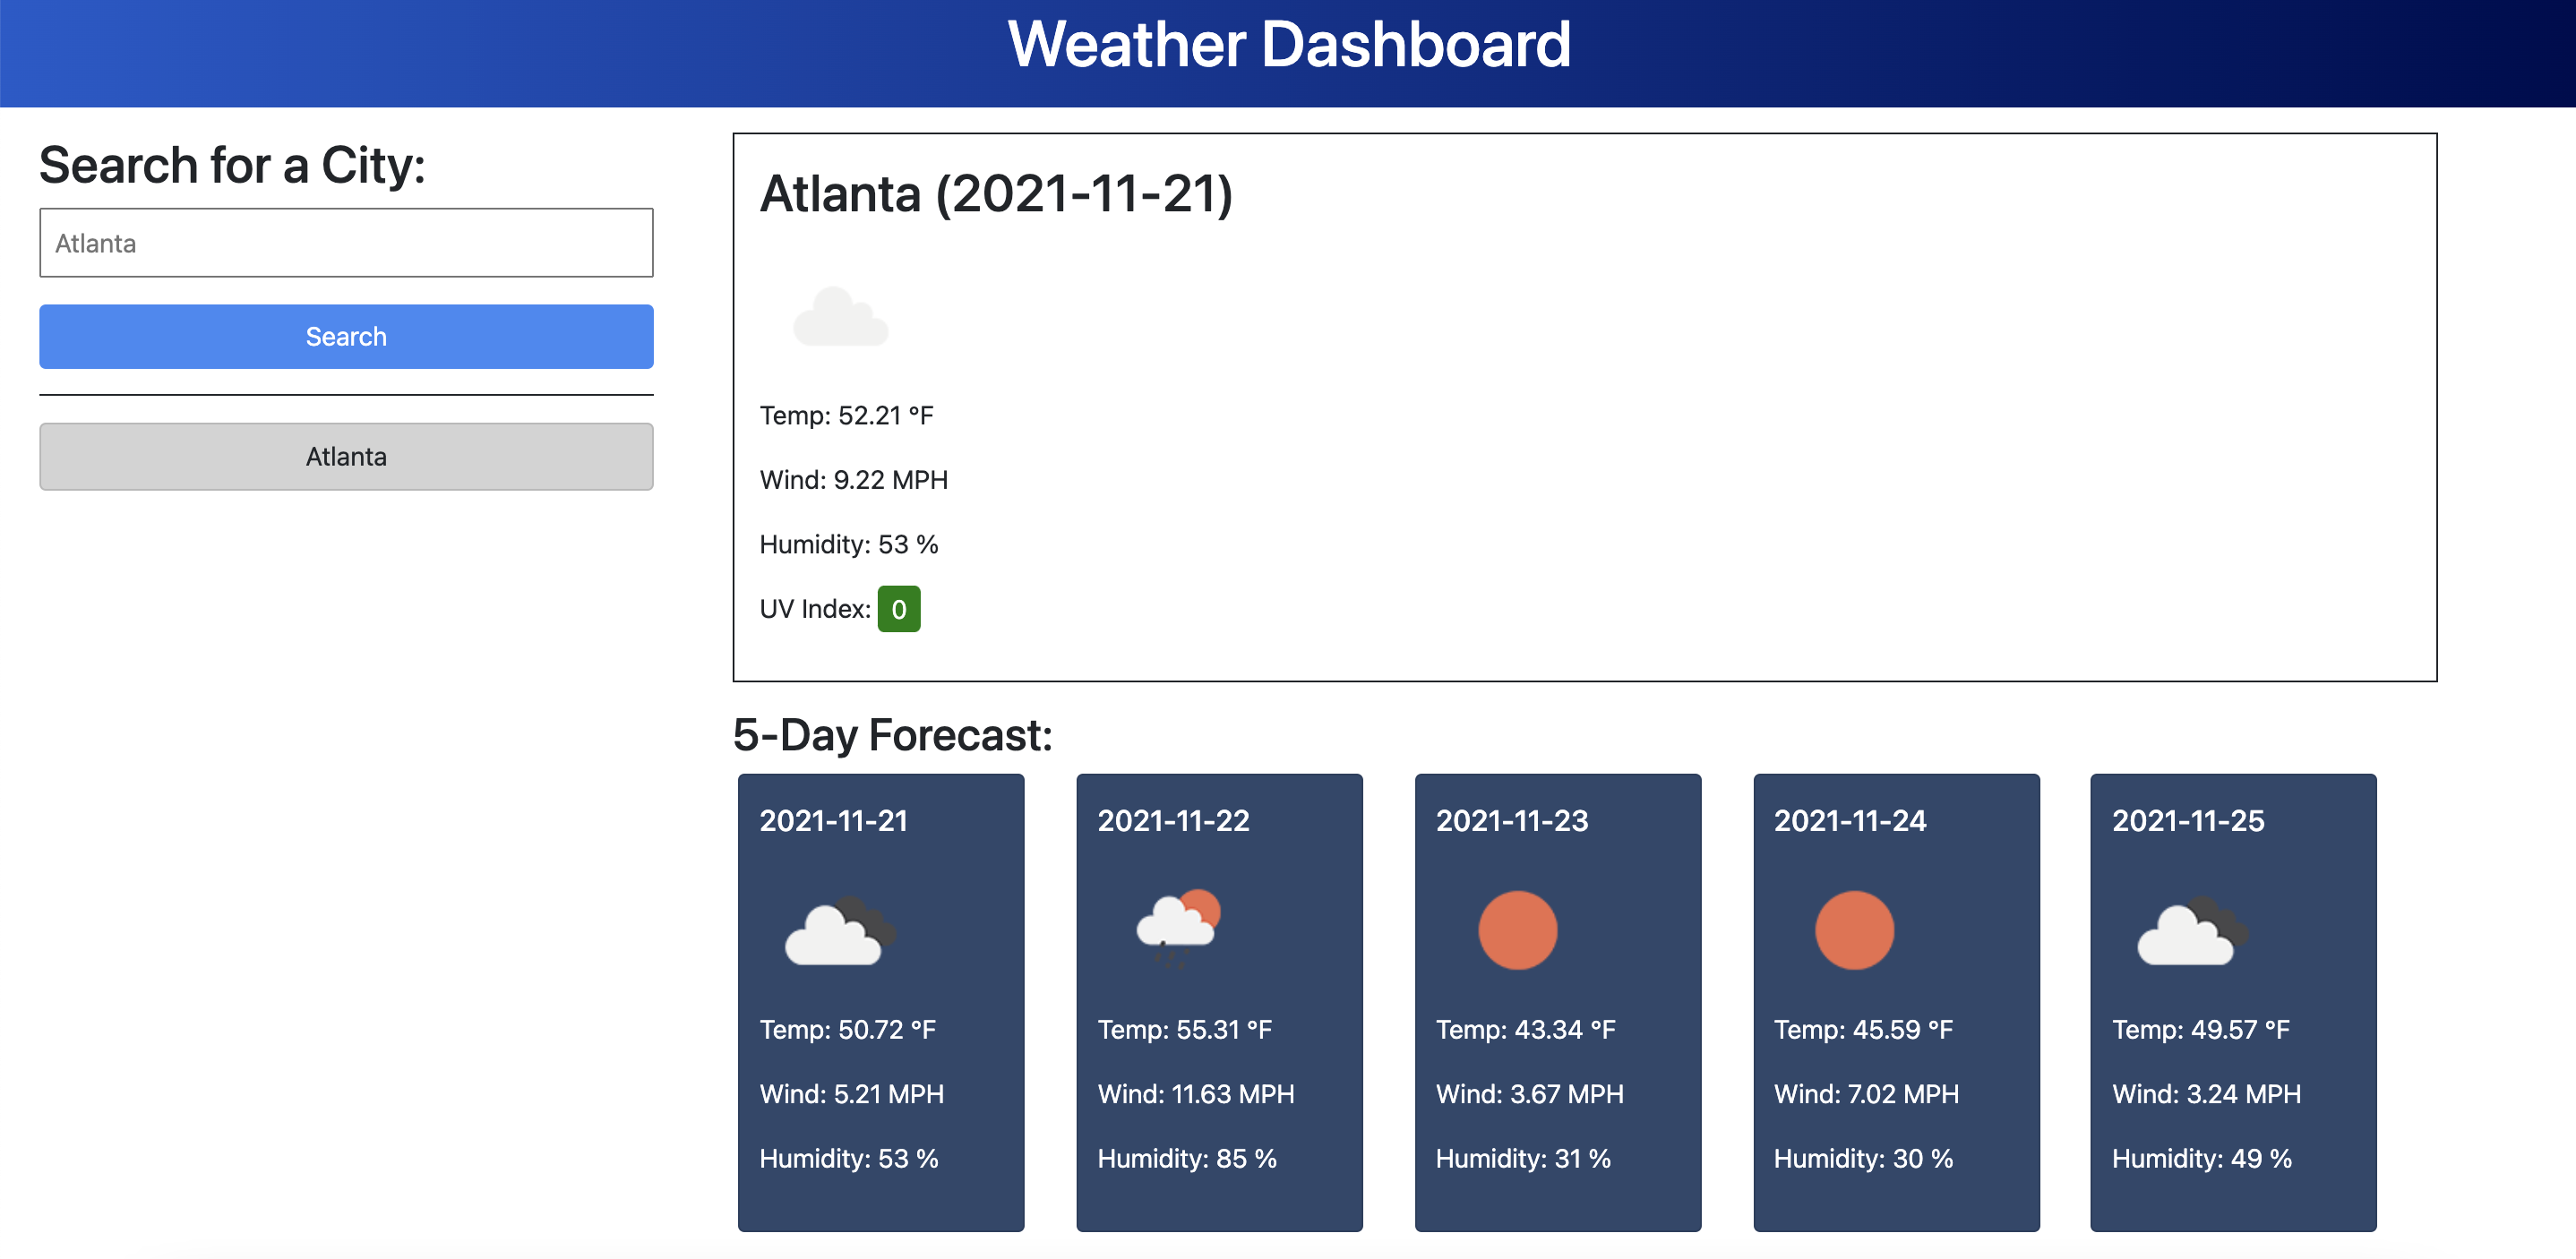 Weather Dashboard
Search for a City:
Atlanta
Search
Atlanta
Atlanta (2021-11-21)
Temp: 52.21 °F
Wind: 9.22 MPH
Humidity: 53 %
UV Index: 0
5-Day Forecast:
2021-11-21
Temp: 50.72 °F
Wind: 5.21 MPH
Humidity: 53 %
2021-11-22
Temp: 55.31 °F
Wind: 11.63 MPH
Humidity: 85 %
2021-11-23
Temp: 43.34 °F
Wind: 3.67 MPH
Humidity: 31 %
2021-11-24
Temp: 45.59 °F
Wind: 7.02 MPH
Humidity: 30 %
2021-11-25
Temp: 49.57 °F
Wind: 3.24 MPH
Humidity: 49 %